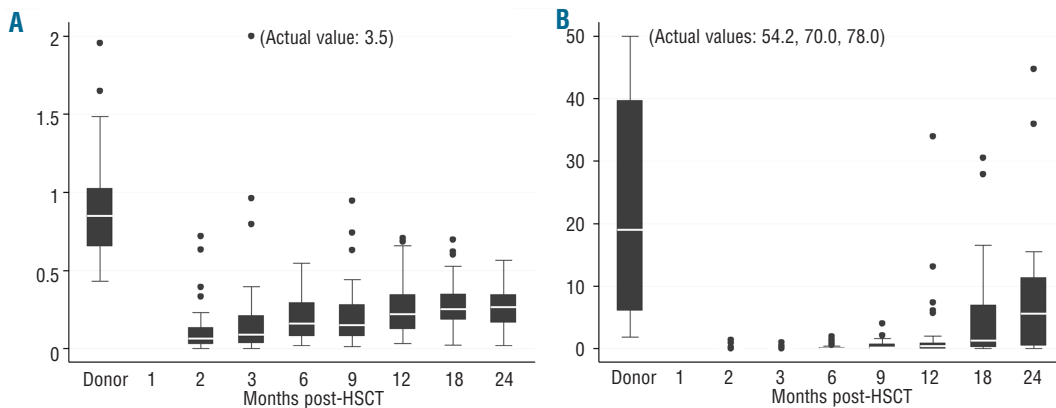 A
2
1.5
1
0.5
0
(Actual value: 3.5)
Donor 1 2 3 6 9 12 18 24
Months post-HSCT
B
50
40
30
20
10
0
(Actual values: 54.2, 70.0, 78.0)
Donor 1 2 3 6 9 12 18 24
Months post-HSCT